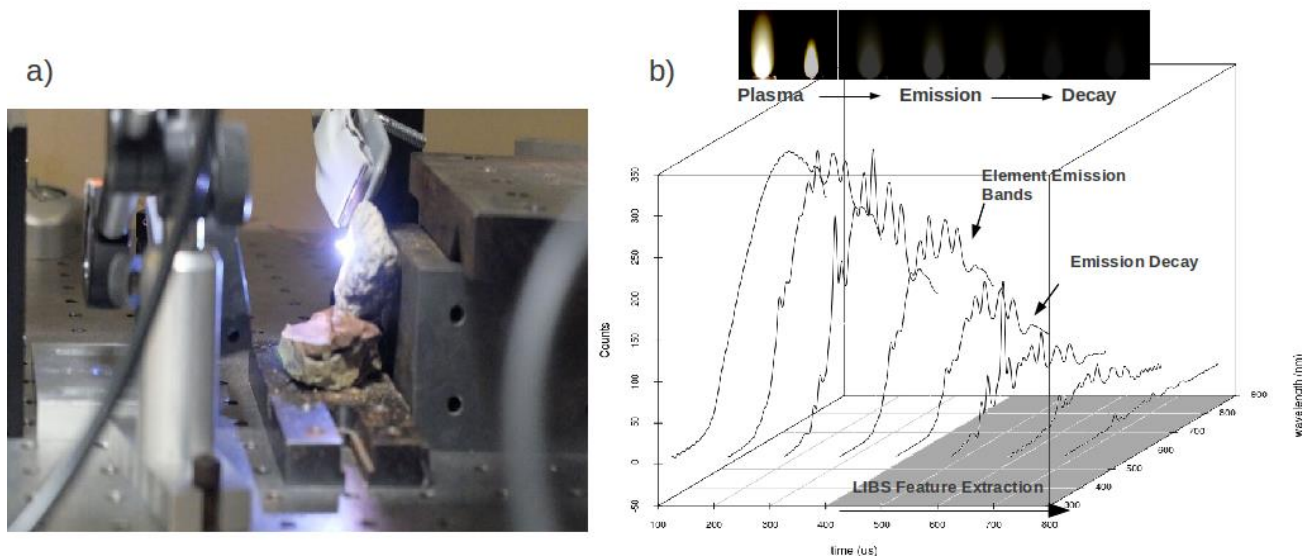 a)
b)
Plasma
Emission
Decay
Element Emission
Bands
Emission Decay
350
300
250
200
150
100
50
0
-50
Counts
LIBS Feature Extraction
100
200
300
400
500
600
700
800
time (us)
300
400
500
600
700
800
900
wavelength (nm)